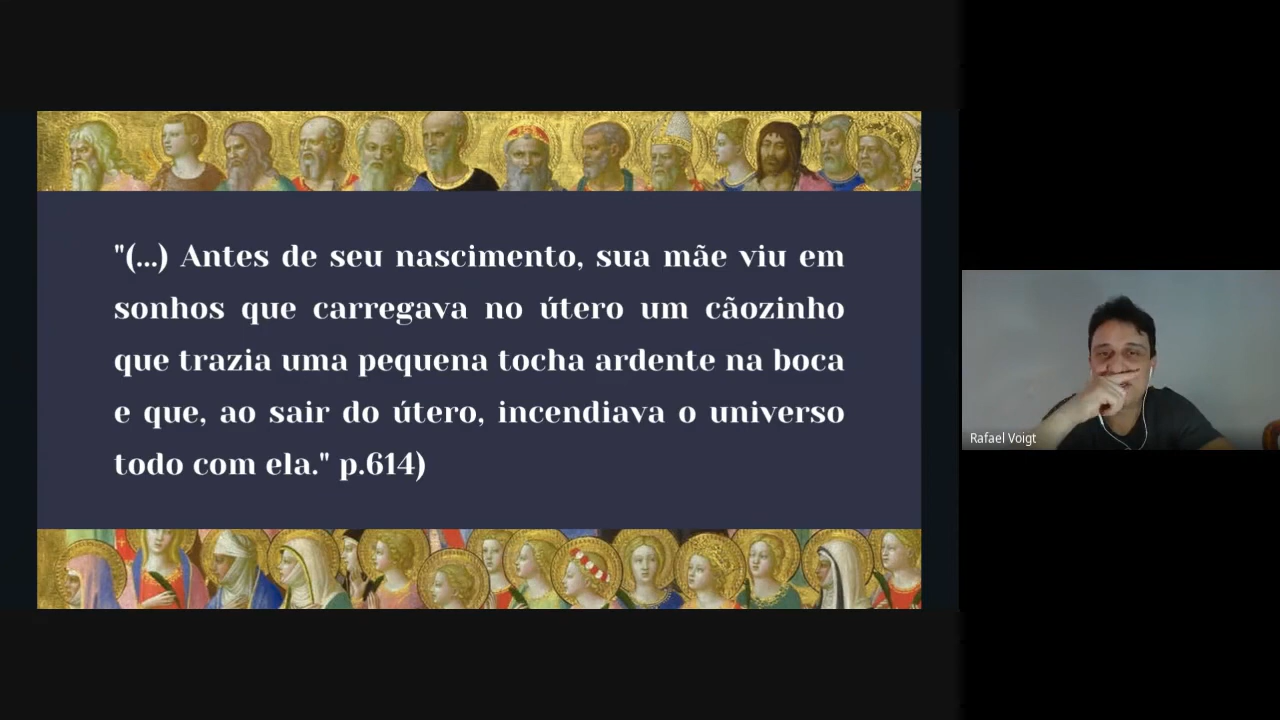 "(...) Antes de seu nascimento, sua mãe viu em
sonhos que carregava no útero um cãozinho
que trazia uma pequena tocha ardente na boca
e que, ao sair do útero, incendiava o universo
todo com ela." p.614)
Rafael Voigt